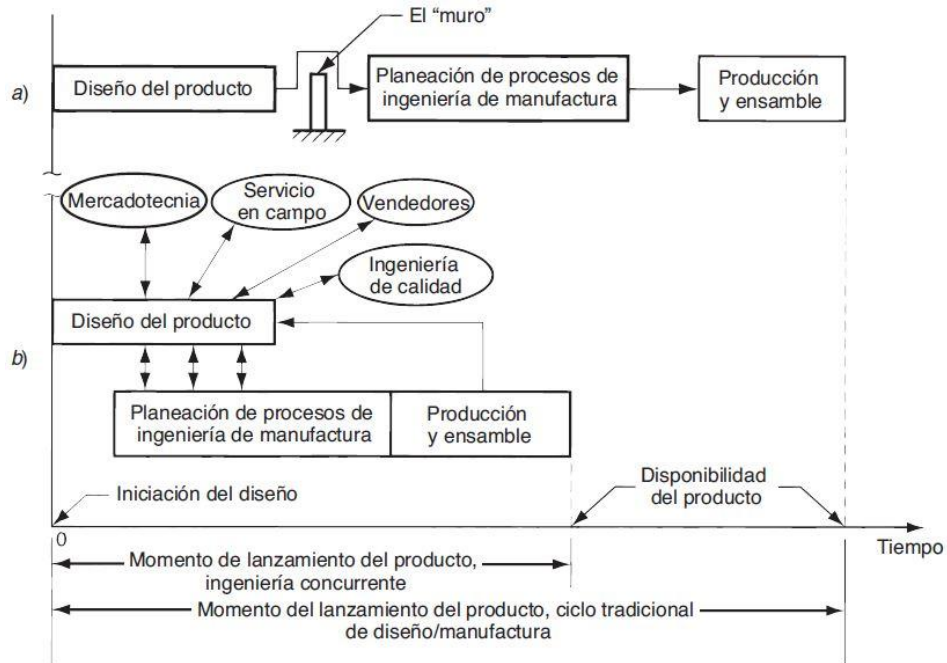 El “muro”
a)
Diseño del producto
Planeación de procesos de
ingeniería de manufactura
Producción
y ensamble
Mercadotecnia
Servicio
en campo
Vendedores
Ingeniería
de calidad
Diseño del producto
b)
Planeación de procesos de
ingeniería de manufactura
Producción
y ensamble
Iniciación del diseño
Disponibilidad
del producto
0
Tiempo
Momento de lanzamiento del producto,
ingeniería concurrente
Momento del lanzamiento del producto, ciclo tradicional
de diseño/manufactura